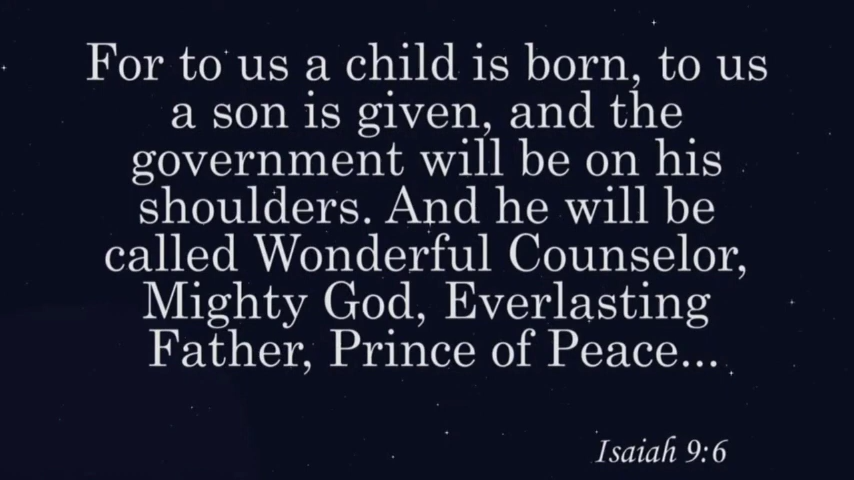 For to us a child is born, to us
a son is given, and the
government will be on his
shoulders. And he will be
called Wonderful Counselor,
Mighty God, Everlasting
Father, Prince of Peace...
Isaiah 9:6